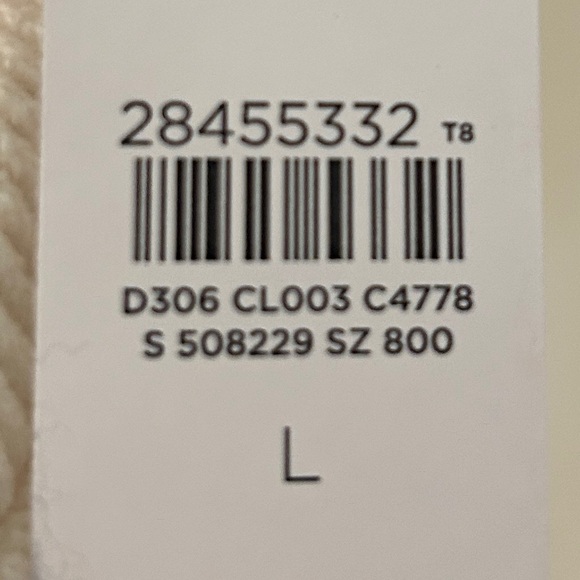 28455332 T8
D306 CL003 C4778
S 508229 SZ 800
L